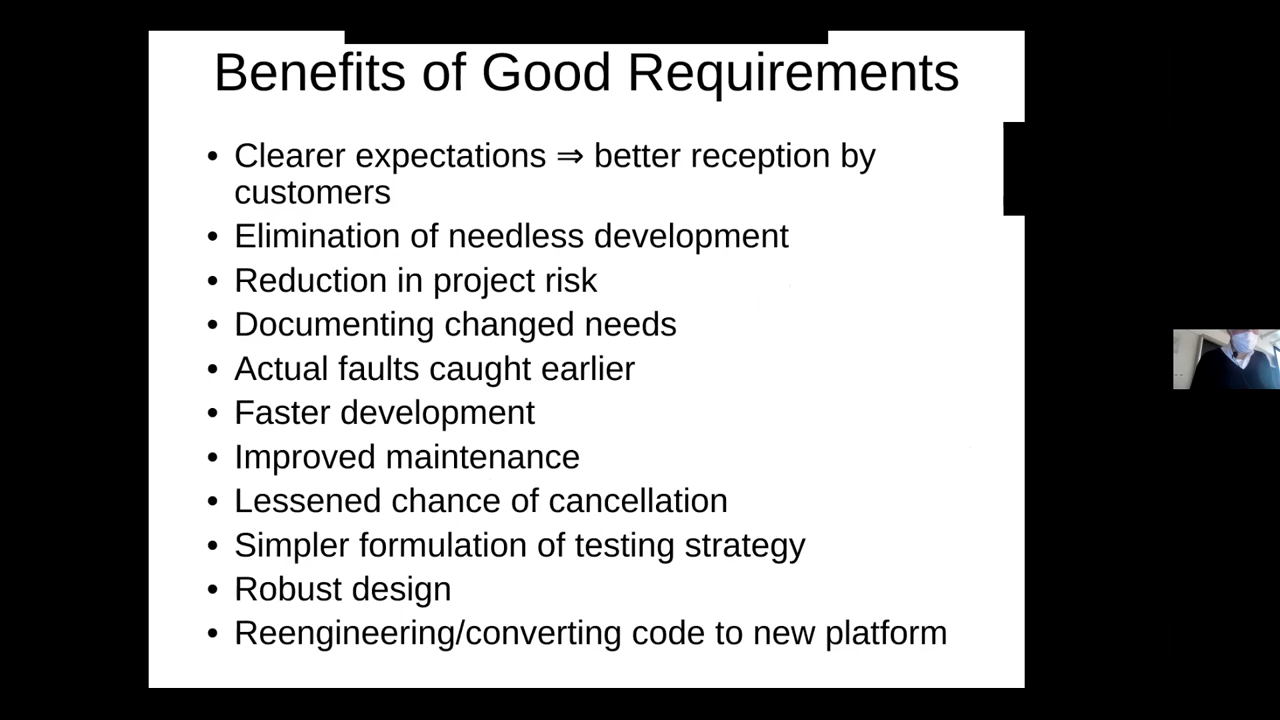 Benefits of Good Requirements
• Clearer expectations ⇒ better reception by
customers
• Elimination of needless development
• Reduction in project risk
• Documenting changed needs
• Actual faults caught earlier
• Faster development
• Improved maintenance
• Lessened chance of cancellation
• Simpler formulation of testing strategy
• Robust design
• Reengineering/converting code to new platform